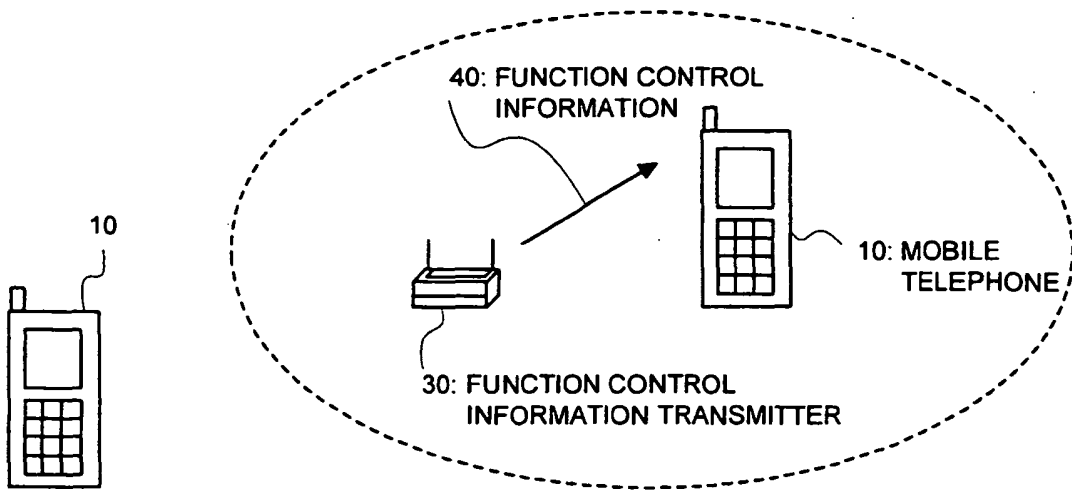 40: FUNCTION CONTROL
INFORMATION
10
10: MOBILE
TELEPHONE
30: FUNCTION CONTROL
INFORMATION TRANSMITTER